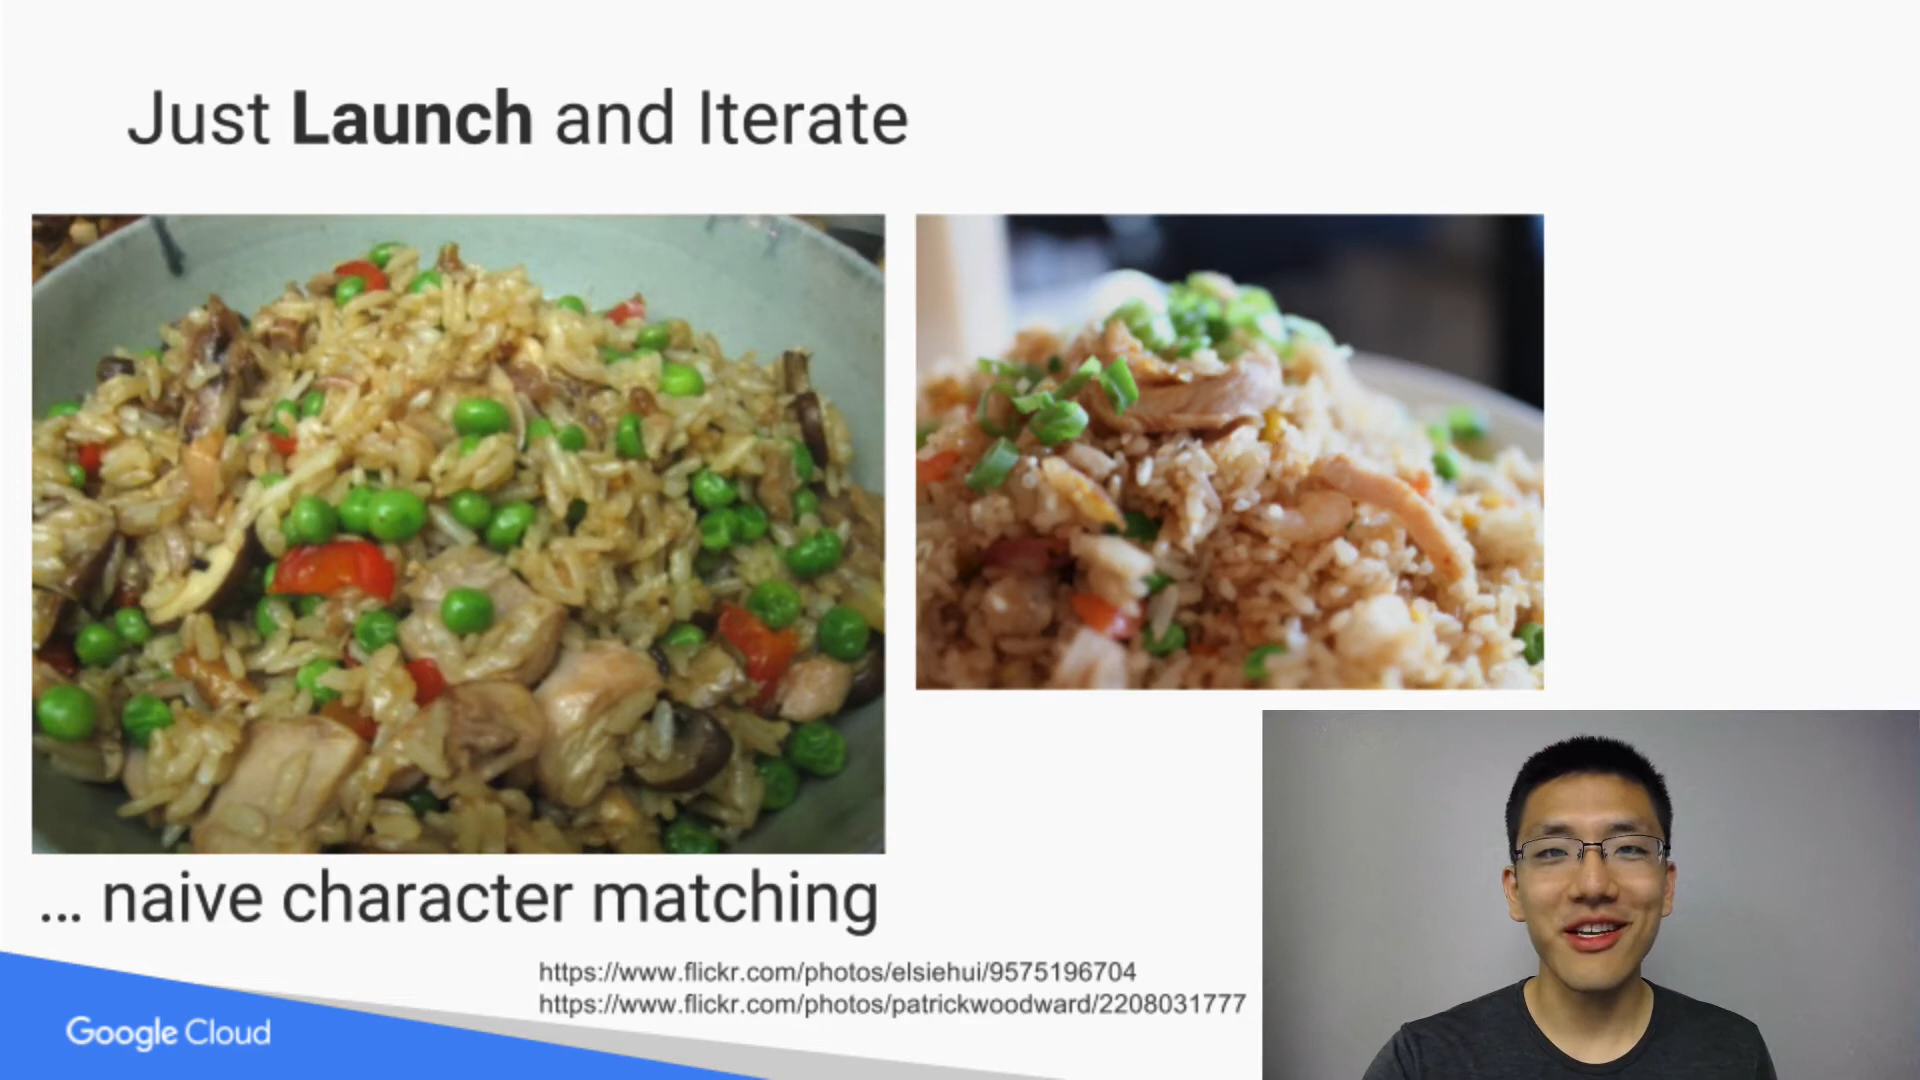 Just Launch and Iterate
... naive character matching
https://www.flickr.com/photos/elsiehui/9575196704
https://www.flickr.com/photos/patrickwoodward/2208031777
Google Cloud